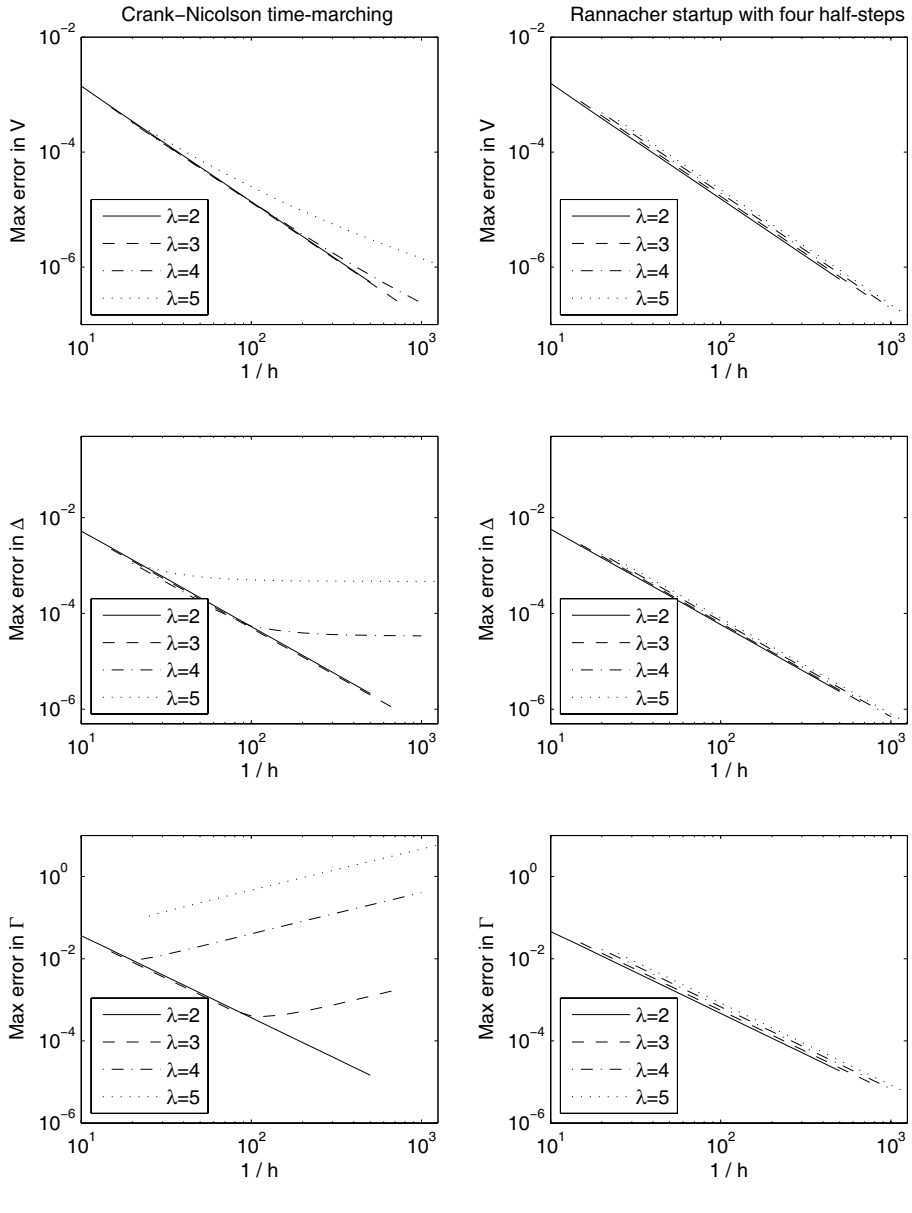 Crank−Nicolson time−marching
Rannacher startup with four half−steps
10^−2
10^−4
10^−6
Max error in V
λ=2
λ=3
λ=4
λ=5
10^1
10^2
10^3
1 / h
10^−2
10^−4
10^−6
Max error in V
λ=2
λ=3
λ=4
λ=5
10^1
10^2
10^3
1 / h
10^−2
10^−4
10^−6
Max error in Δ
λ=2
λ=3
λ=4
λ=5
10^1
10^2
10^3
1 / h
10^−2
10^−4
10^−6
Max error in Δ
λ=2
λ=3
λ=4
λ=5
10^1
10^2
10^3
1 / h
10^0
10^−2
10^−4
10^−6
Max error in Γ
λ=2
λ=3
λ=4
λ=5
10^1
10^2
10^3
1 / h
10^0
10^−2
10^−4
10^−6
Max error in Γ
λ=2
λ=3
λ=4
λ=5
10^1
10^2
10^3
1 / h